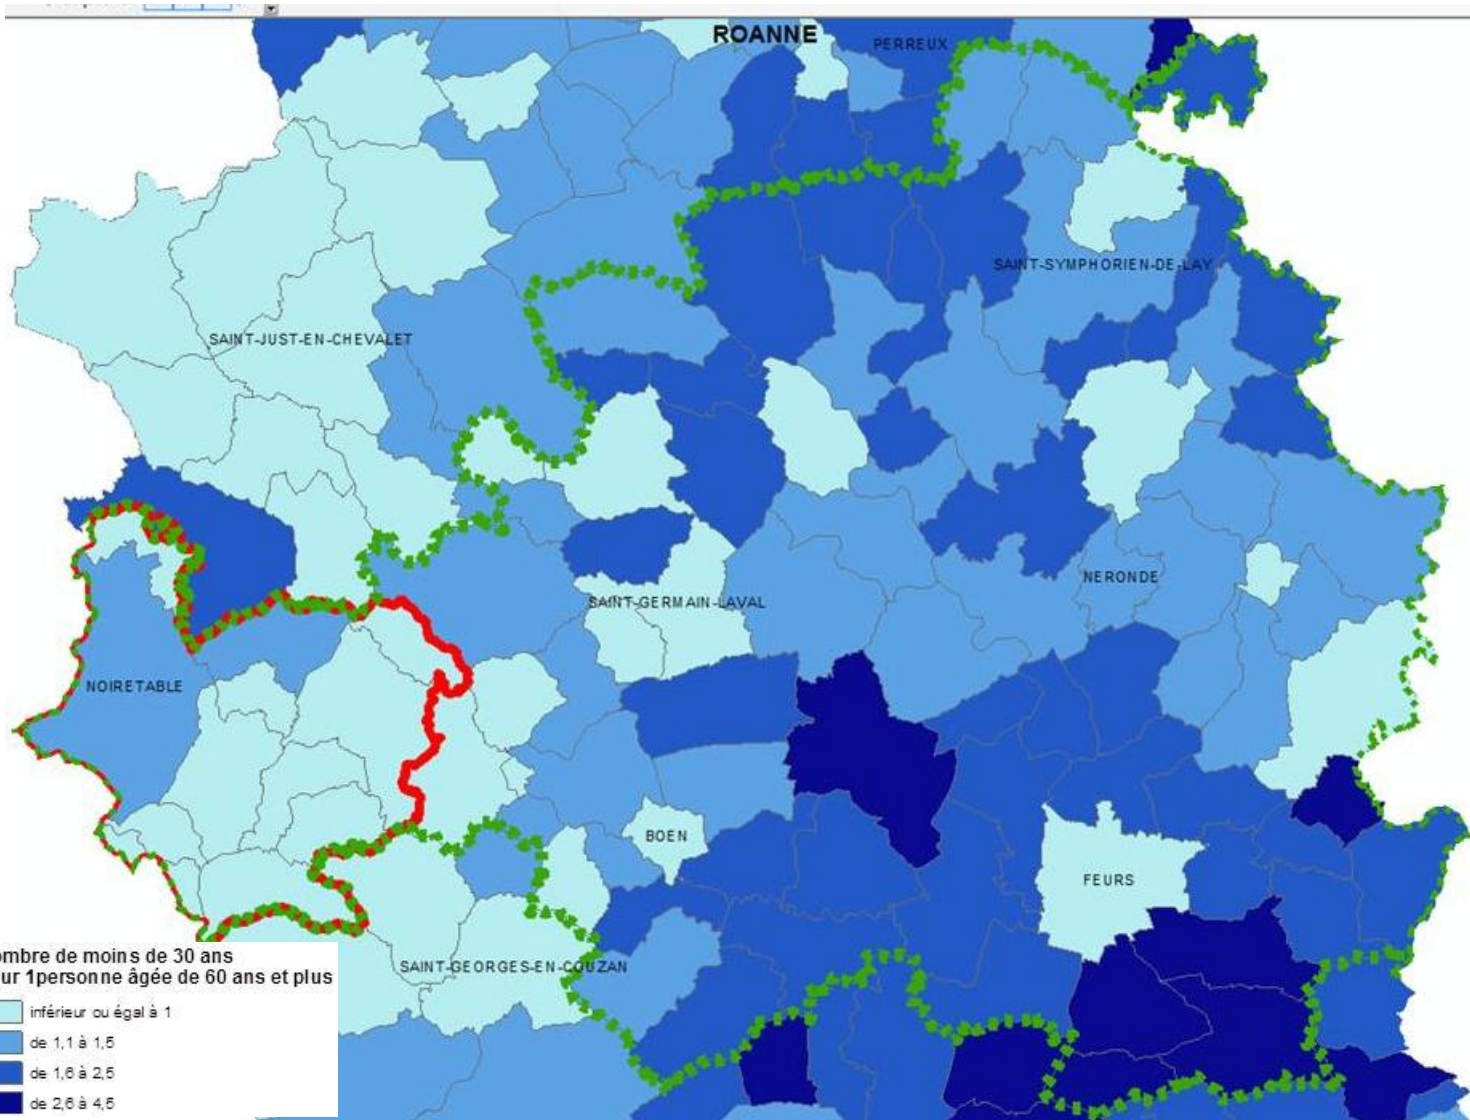 ROANNE
PERREUX
SAINT-SYMPHORIEN-DE-LAY
SAINT-JUST-EN-CHEVALET
NERONDE
SAINT-GERMAIN-LAVAL
NOIRETABLE
BOEN
FEURS
SAINT-GEORGES-EN-COUZAN
ombre de moins de 30 ans
ur 1personne âgée de 60 ans et plus
inférieur ou égal à 1
de 1,1 à 1,5
de 1,6 à 2,5
de 2,6 à 4,5